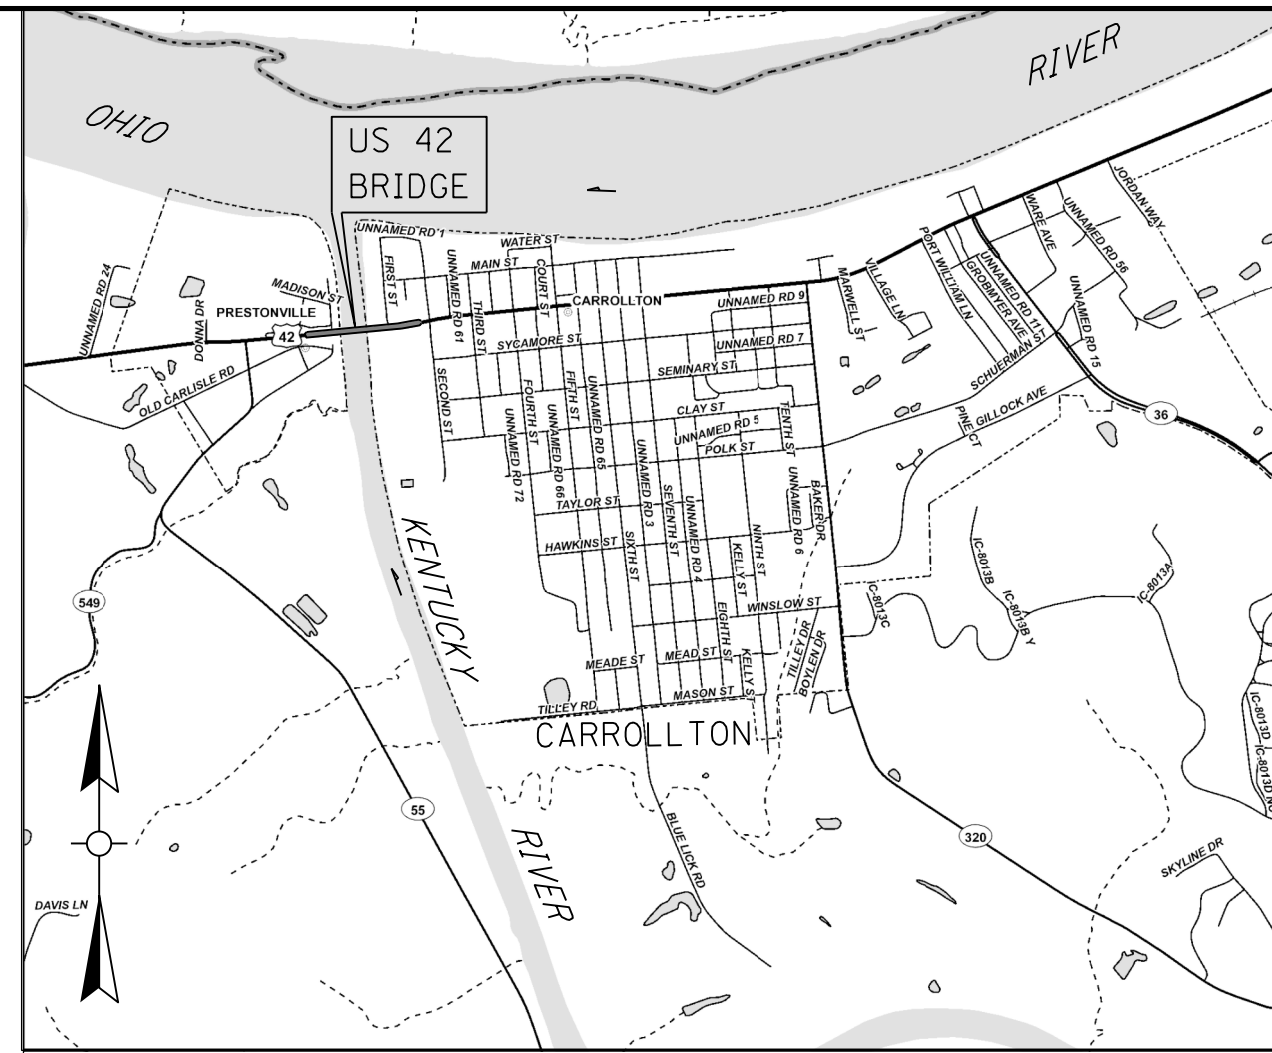 OHIO
RIVER
US 42
BRIDGE
UNNAMED RD 1
WATER ST
MAIN ST
FIRST ST
UNNAMED RD 61
THIRD ST
COURT ST
CARROLLTON
UNNAMED RD 9
UNNAMED RD 7
MARWELL ST
VILLAGE LN
PORT WILLIAM LN
GROBMYER AVE
UNNAMED RD 11
WARE AVE
UNNAMED RD 56
JORDAN WAY
UNNAMED RD 15
SCHUERMAN ST
GILLOCK AVE
PINE CT
36
UNNAMED RD 24
DONNA DR
MADISON ST
PRESTONVILLE
42
OLD CARLISLE RD
SYCAMORE ST
SEMINARY ST
CLAY ST
UNNAMED RD 5
POLK ST
SECOND ST
FOURTH ST
FIFTH ST
UNNAMED RD 65
UNNAMED RD 72
UNNAMED RD 66
TENTH ST
UNNAMED RD 3
SEVENTH ST
UNNAMED RD 4
UNNAMED RD 6
BAKER DR
TAYLOR ST
HAWKINS ST
SIXTH ST
KELLY ST
NINTH ST
WINSLOW ST
EIGHTH ST
KELLY S
MEADE ST
MEAD ST
TILLEY DR
BOYLEN DR
MASON ST
TILLEY RD
CARROLLTON
KENTUCKY
RIVER
549
55
320
BLUE LICK RD
DAVIS LN
SKYLINE DR
IC-8013C
IC-8013B
IC-8013B Y
IC-8013A
IC-8013D
IC-8013D NO